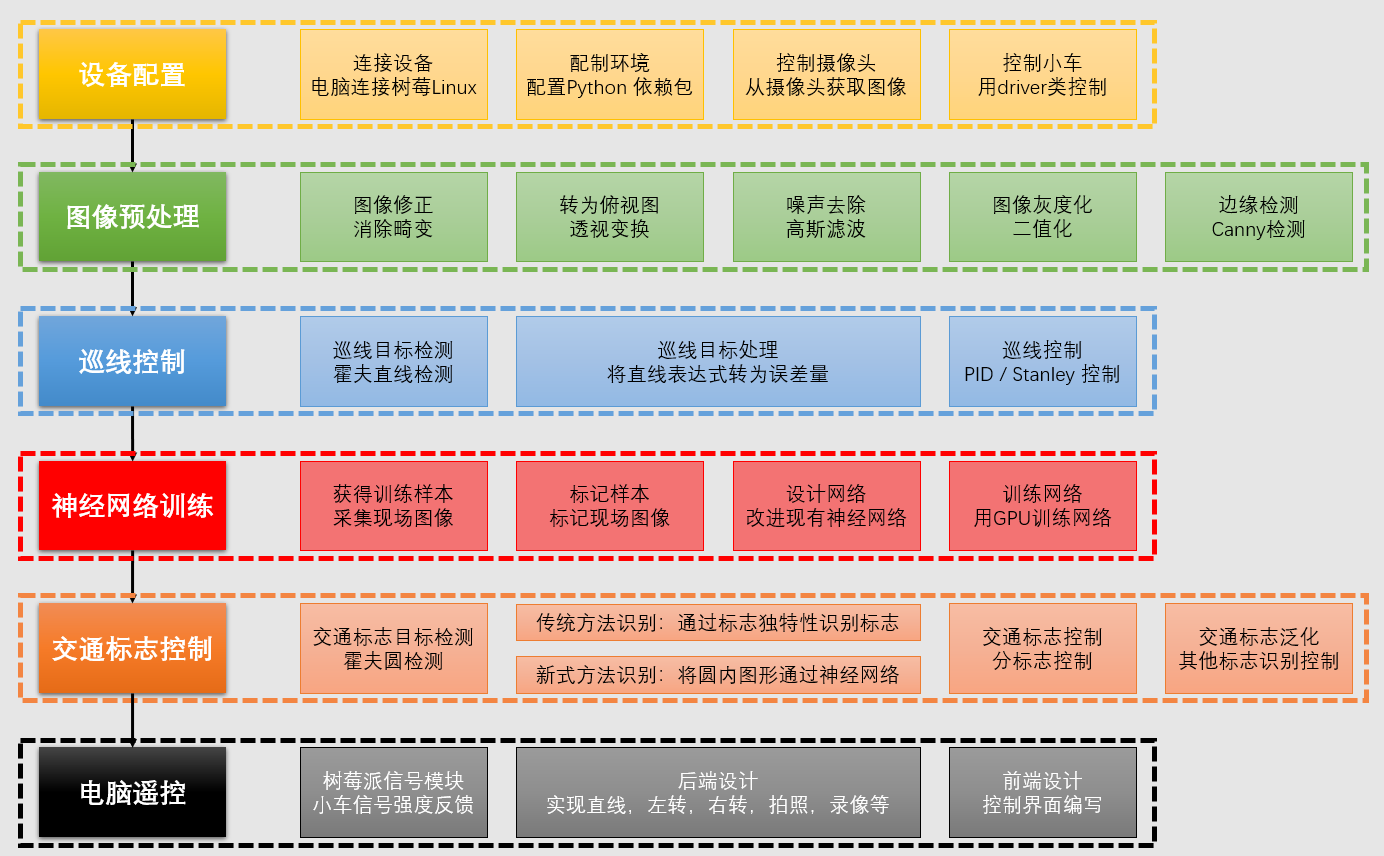 设备配置
连接设备
电脑连接树莓Linux
配制环境
配置Python 依赖包
控制摄像头
从摄像头获取图像
控制小车
用driver类控制
图像预处理
图像修正
消除畸变
转为俯视图
透视变换
噪声去除
高斯滤波
图像灰度化
二值化
边缘检测
Canny检测
巡线控制
巡线目标检测
霍夫直线检测
巡线目标处理
将直线表达式转为误差量
巡线控制
PID / Stanley 控制
神经网络训练
获得训练样本
采集现场图像
标记样本
标记现场图像
设计网络
改进现有神经网络
训练网络
用GPU训练网络
交通标志控制
交通标志目标检测
霍夫圆检测
传统方法识别：通过标志独特性识别标志
新式方法识别：将圆内图形通过神经网络
交通标志控制
分标志控制
交通标志泛化
其他标志识别控制
电脑遥控
树莓派信号模块
小车信号强度反馈
后端设计
实现直线，左转，右转，拍照，录像等
前端设计
控制界面编写